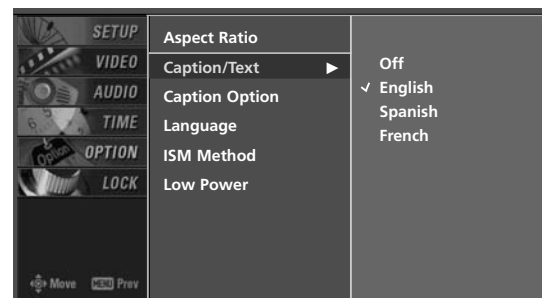 SETUP
VIDEO
AUDIO
TIME
OPTION
LOCK
Move MENU Prev
Aspect Ratio
Caption/Text
Caption Option
Language
ISM Method
Low Power
Off
English
Spanish
French